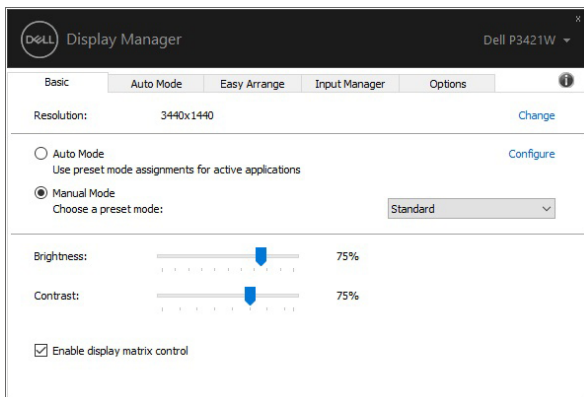 DELL Display Manager
Dell P3421W
x
Basic Auto Mode Easy Arrange Input Manager Options
Resolution: 3440x1440 Change
Auto Mode Configure
Use preset mode assignments for active applications
Manual Mode
Choose a preset mode: Standard
Brightness: 75%
Contrast: 75%
Enable display matrix control